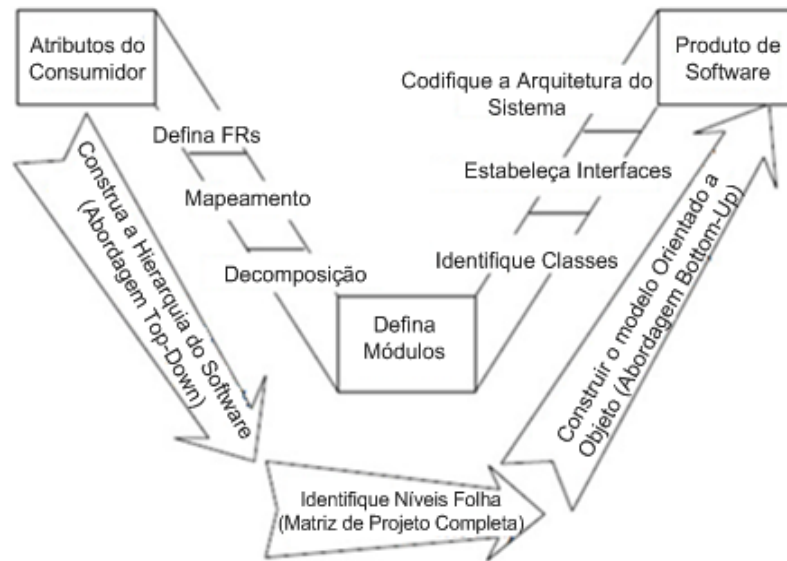 Atributos do
Consumidor
Produto de
Software
Codifique a Arquitetura do
Sistema
Defina FRs
Estabeleça Interfaces
Mapeamento
Identifique Classes
Decomposição
Defina
Módulos
Construa a Hierarquia do Software
(Abordagem Top-Down)
Identifique Níveis Folha
(Matriz de Projeto Completa)
Construir o modelo Orientado a
Objeto (Abordagem Bottom-Up)